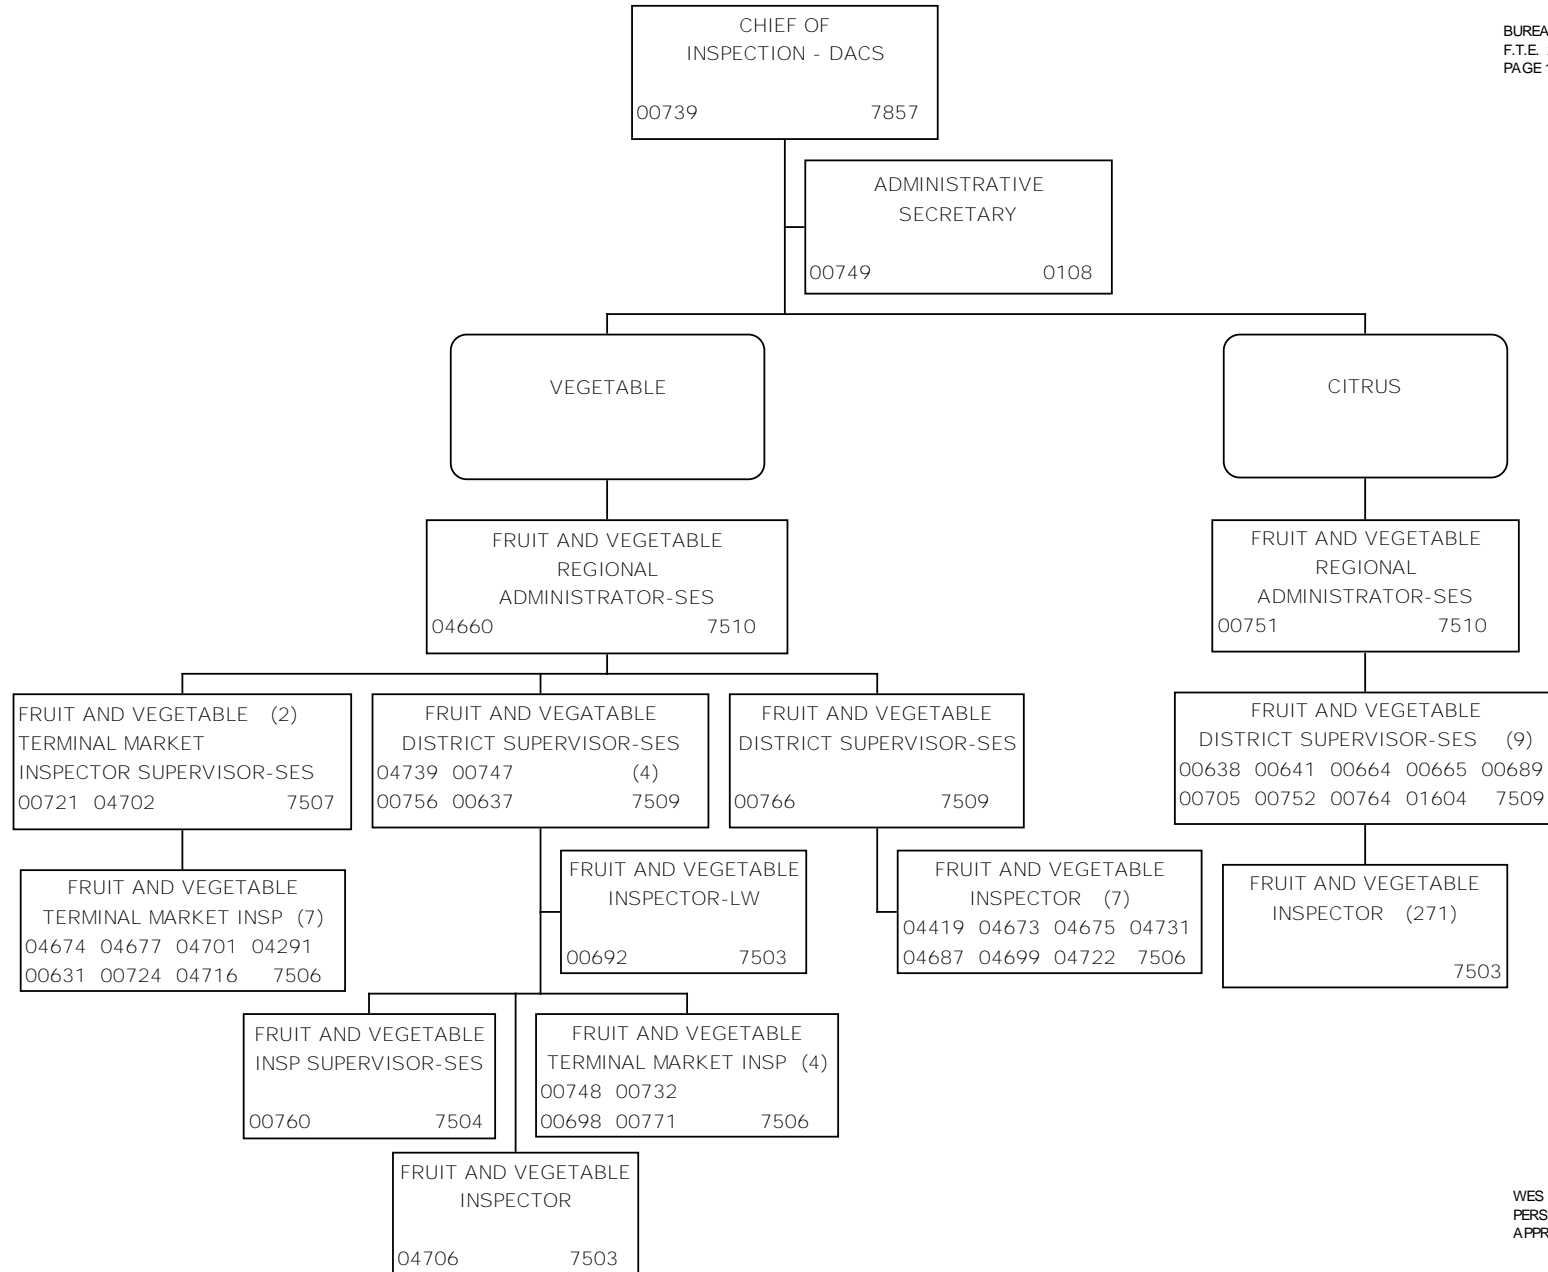 CHIEF OF
INSPECTION - DACS
00739 7857
BUREA
F.T.E.
PAGE 1
ADMINISTRATIVE
SECRETARY
00749 0108
VEGETABLE
CITRUS
FRUIT AND VEGETABLE
REGIONAL
ADMINISTRATOR-SES
04660 7510
FRUIT AND VEGETABLE
REGIONAL
ADMINISTRATOR-SES
00751 7510
FRUIT AND VEGETABLE (2)
TERMINAL MARKET
INSPECTOR SUPERVISOR-SES
00721 04702 7507
FRUIT AND VEGATABLE
DISTRICT SUPERVISOR-SES
04739 00747 (4)
00756 00637 7509
FRUIT AND VEGETABLE
DISTRICT SUPERVISOR-SES
00766 7509
FRUIT AND VEGETABLE
DISTRICT SUPERVISOR-SES (9)
00638 00641 00664 00665 00689
00705 00752 00764 01604 7509
FRUIT AND VEGETABLE
TERMINAL MARKET INSP (7)
04674 04677 04701 04291
00631 00724 04716 7506
FRUIT AND VEGETABLE
INSPECTOR-LW
00692 7503
FRUIT AND VEGETABLE
INSPECTOR (7)
04419 04673 04675 04731
04687 04699 04722 7506
FRUIT AND VEGETABLE
INSPECTOR (271)
7503
FRUIT AND VEGETABLE
INSP SUPERVISOR-SES
00760 7504
FRUIT AND VEGETABLE
TERMINAL MARKET INSP (4)
00748 00732
00698 00771 7506
FRUIT AND VEGETABLE
INSPECTOR
04706 7503
WES
PERS
APPR